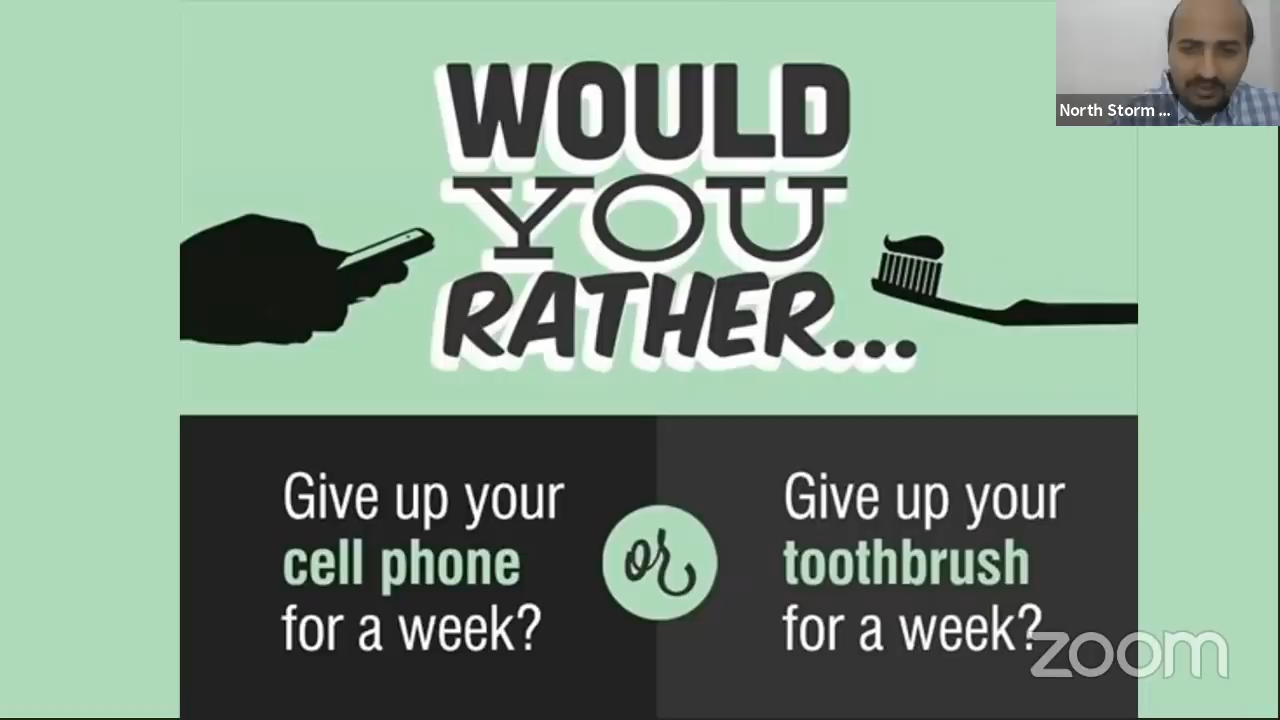 North Storm ...
WOULD
YOU
RATHER...
Give up your
cell phone
for a week?
or
Give up your
toothbrush
for a week?
zoom